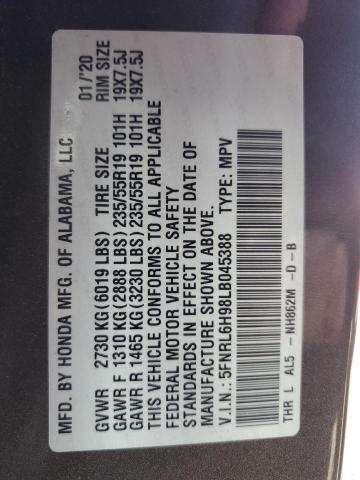 MFD. BY HONDA MFG. OF ALABAMA, LLC 01/'20
GVWR 2730 KG(6019 LBS) TIRE SIZE RIM SIZE
GAWR F 1310 KG(2888 LBS) 235/55R19 101H 19X7.5J
GAWR R 1465 KG(3230 LBS) 235/55R19 101H 19X7.5J
THIS VEHICLE CONFORMS TO ALL APPLICABLE
FEDERAL MOTOR VEHICLE SAFETY
STANDARDS IN EFFECT ON THE DATE OF
MANUFACTURE SHOWN ABOVE.
V.I.N.: 5FNRL6H98LB045388 TYPE: MPV
THR L AL5 -NH862M -D -B